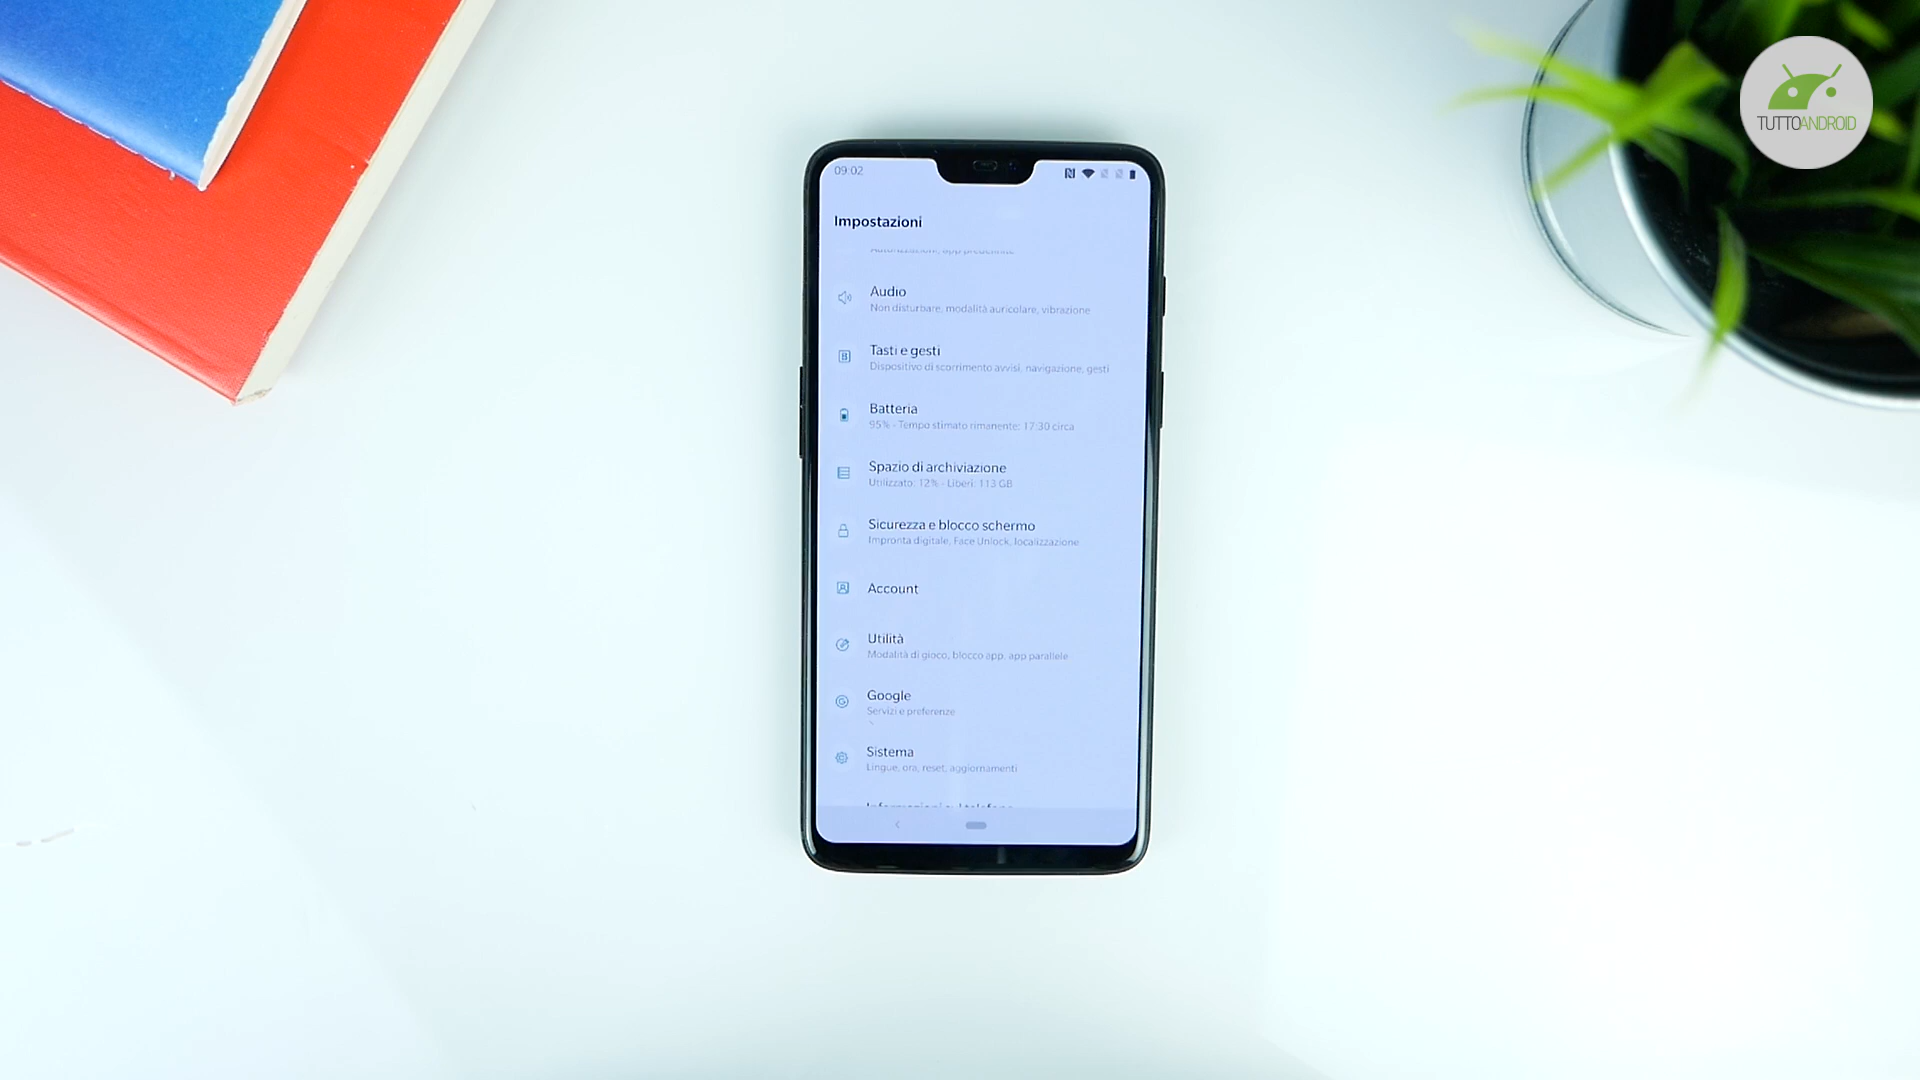 TUTTOANDROID
09:02
Impostazioni
Autorizzazioni, app predefinite
Audio
Non disturbare, modalità auricolare, vibrazione
Tasti e gesti
Dispositivo di scorrimento avvisi, navigazione, gesti
Batteria
95% - Tempo stimato rimanente: 17:30 circa
Spazio di archiviazione
Utilizzato: 12% - Liberi: 113 GB
Sicurezza e blocco schermo
Impronta digitale, Face Unlock, localizzazione
Account
Utilità
Modalità di gioco, blocco app, app parallele
Google
Servizi e preferenze
Sistema
Lingue, ora, reset, aggiornamenti